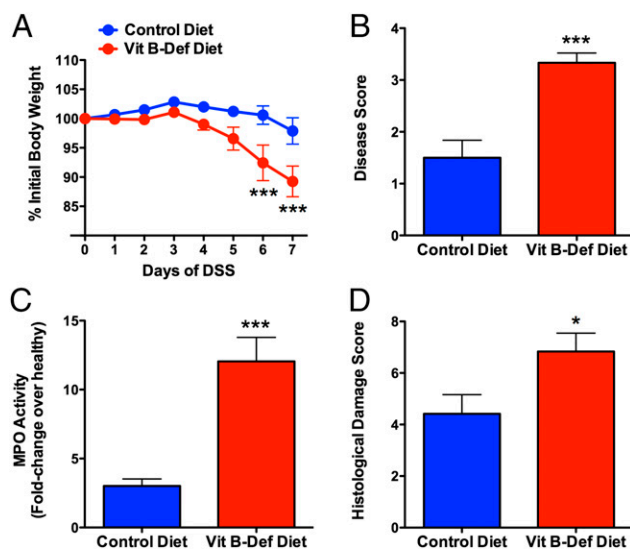 A
Control Diet
Vit B-Def Diet
110
105
100
95
90
85
% Initial Body Weight
***
***
0 1 2 3 4 5 6 7
Days of DSS
B
***
4
3
2
1
0
Disease Score
Control Diet Vit B-Def Diet
C
***
15
10
5
0
MPO Activity
(Fold-change over healthy)
Control Diet Vit B-Def Diet
D
*
8
6
4
2
0
Histological Damage Score
Control Diet Vit B-Def Diet